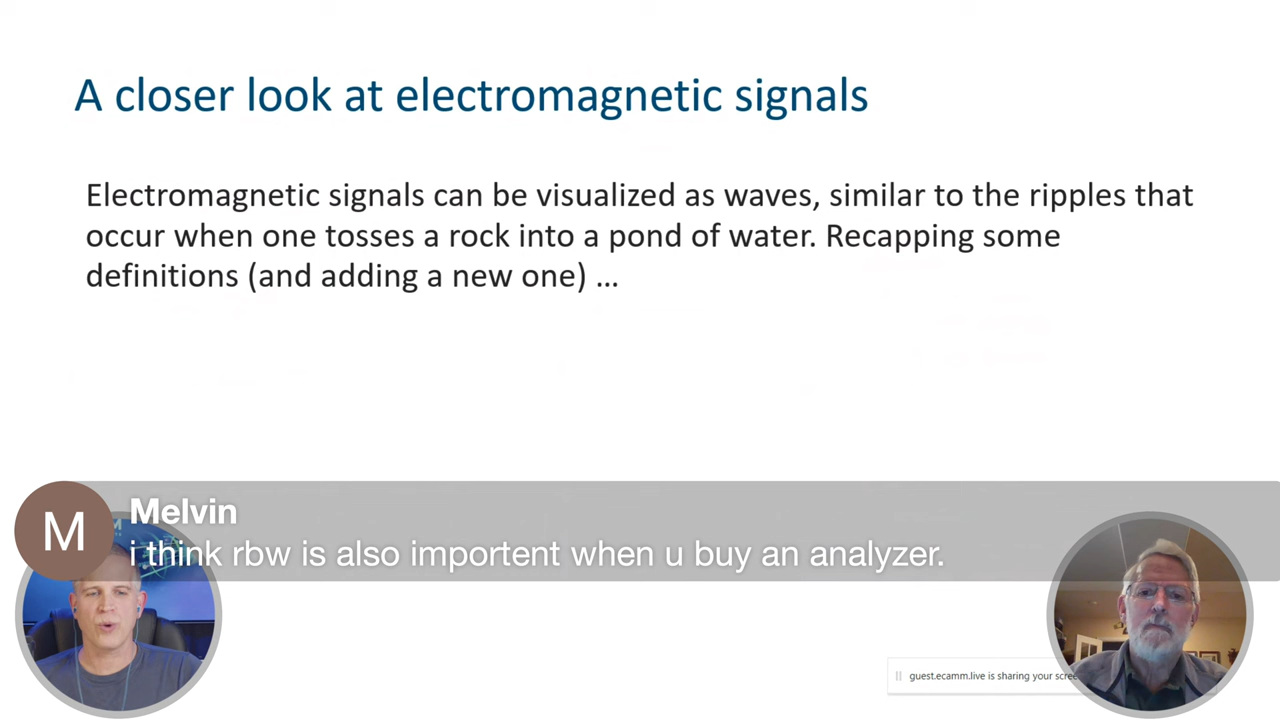 A closer look at electromagnetic signals
Electromagnetic signals can be visualized as waves, similar to the ripples that
occur when one tosses a rock into a pond of water. Recapping some
definitions (and adding a new one) ...
M
Melvin
i think rbw is also importent when u buy an analyzer.
guest.ecamm.live is sharing your scree